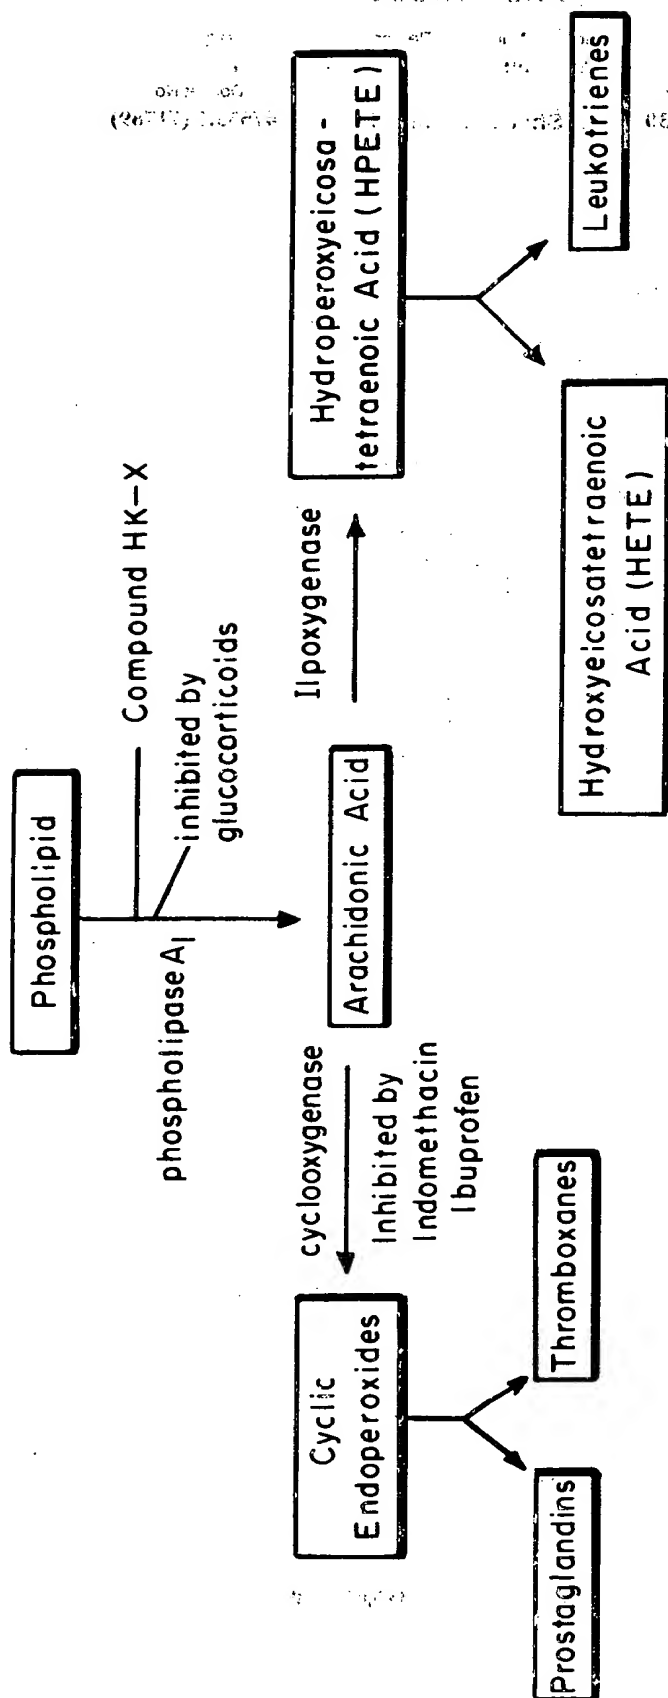 Phospholipid
Compound HK-X
inhibited by
glucocorticoids
phospholipase A1
Arachidonic Acid
cyclooxygenase
Inhibited by
Indomethacin
Ibuprofen
Ilpoxygenase
Cyclic
Endoperoxides
Hydroperoxyeicosa-
tetraenoic Acid (HPETE)
Prostaglandins
Thromboxanes
Hydroxyeicosatetraenoic
Acid (HETE)
Leukotrienes